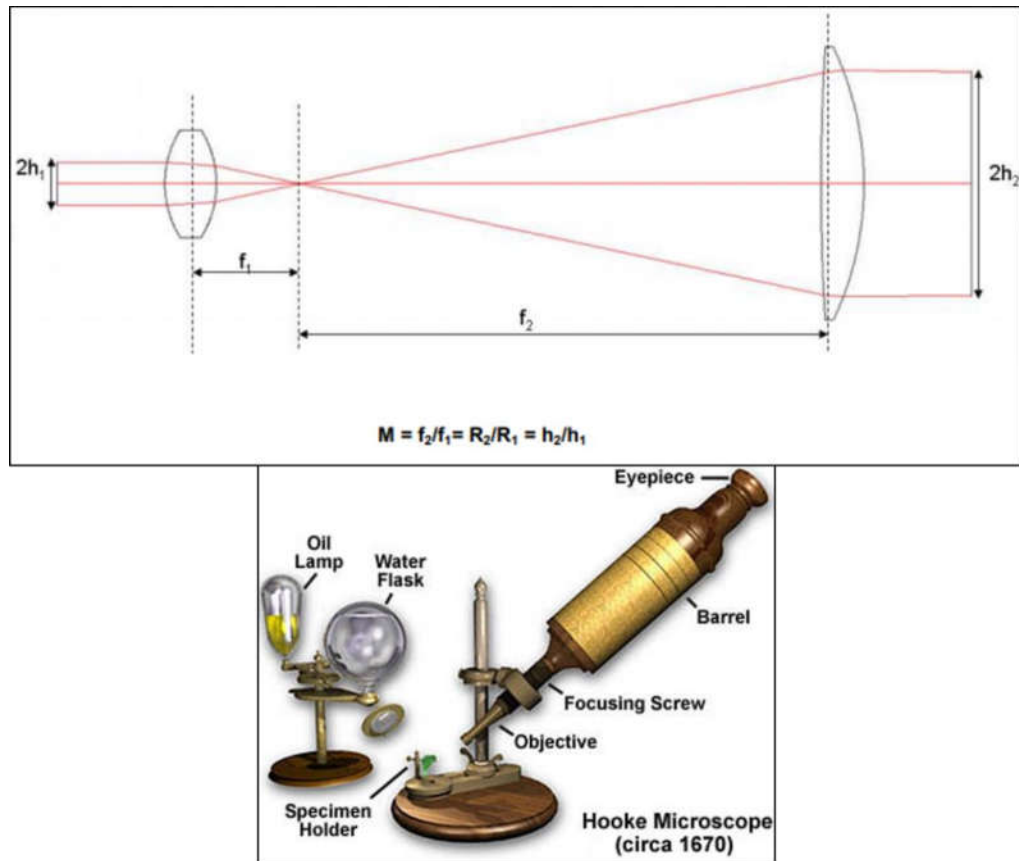 2h₁
2h₂
f₁
f₂
M = f₂/f₁= R₂/R₁ = h₂/h₁
Eyepiece
Oil
Lamp
Water
Flask
Barrel
Focusing Screw
Objective
Specimen
Holder
Hooke Microscope
(circa 1670)